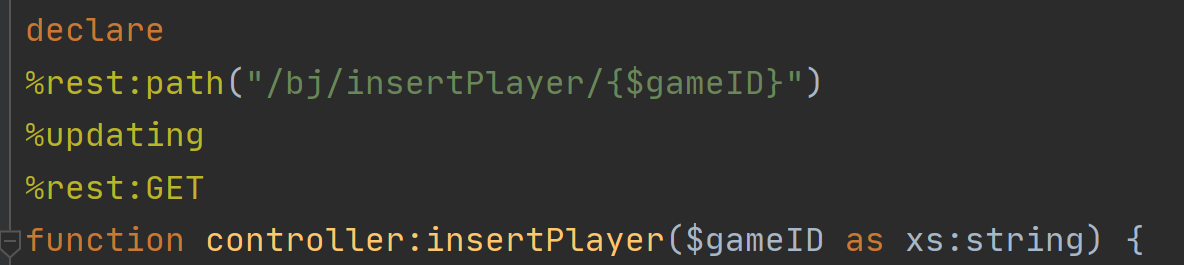 declare
%rest:path("/bj/insertPlayer/{$gameID}")
%updating
%rest:GET
function controller:insertPlayer($gameID as xs:string) {